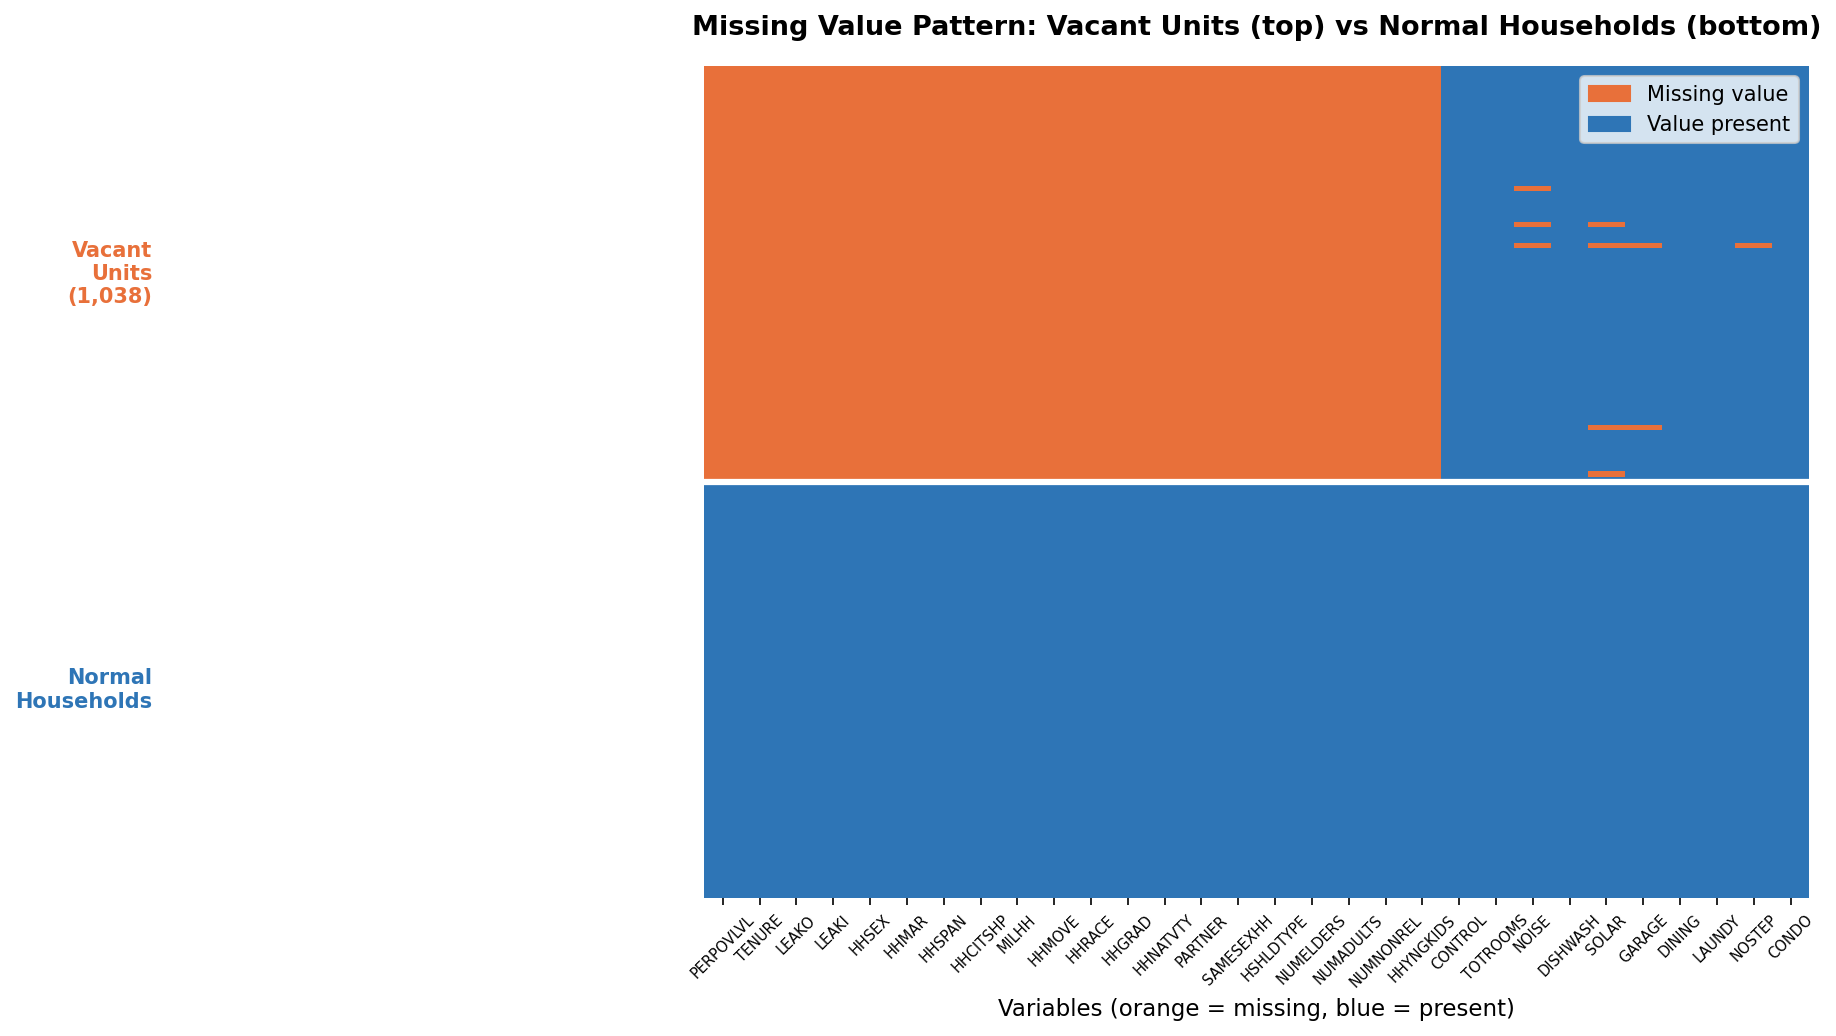 Missing Value Pattern: Vacant Units (top) vs Normal Households (bottom)
Missing value
Value present
Vacant
Units
(1,038)
Normal
Households
PERPOVLVL
TENURE
LEAKO
LEAKI
HHSEX
HHMAR
HHSPAN
HHCITSHP
MILHH
HHMOVE
HHRACE
HHGRAD
HHNATVTY
PARTNER
SAMESEXHH
HSHLDTYPE
NUMELDERS
NUMADULTS
NUMNONREL
HHYNGKIDS
CONTROL
TOTROOMS
NOISE
DISHWASH
SOLAR
GARAGE
DINING
LAUNDY
NOSTEP
CONDO
Variables (orange = missing, blue = present)